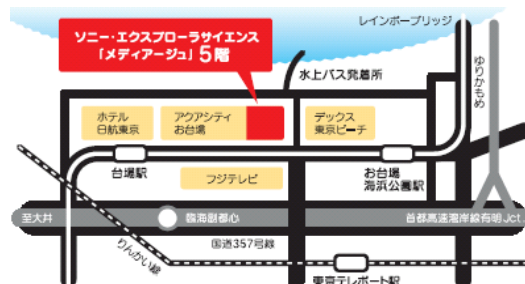 レインボーブリッジ
ソニー・エクスプローラサイエンス
「メディアージュ」5階
水上バス発着所
ゆりかもめ
ホテル
日航東京
アクアシティ
お台場
デックス
東京ビーチ
台場駅
フジテレビ
お台場
海浜公園駅
至大井
臨海副都心
首都高速湾岸線有明Jct.
りんかい線
国道357号線
東京テレポート駅